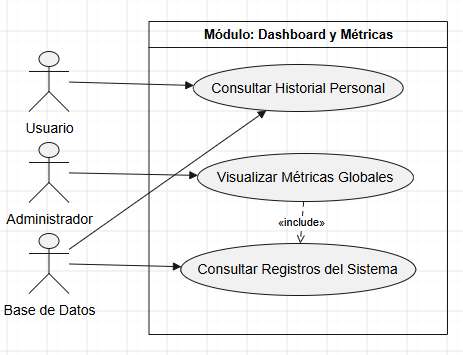 Módulo: Dashboard y Métricas
Consultar Historial Personal
Usuario
Visualizar Métricas Globales
Administrador
«include»
Consultar Registros del Sistema
Base de Datos